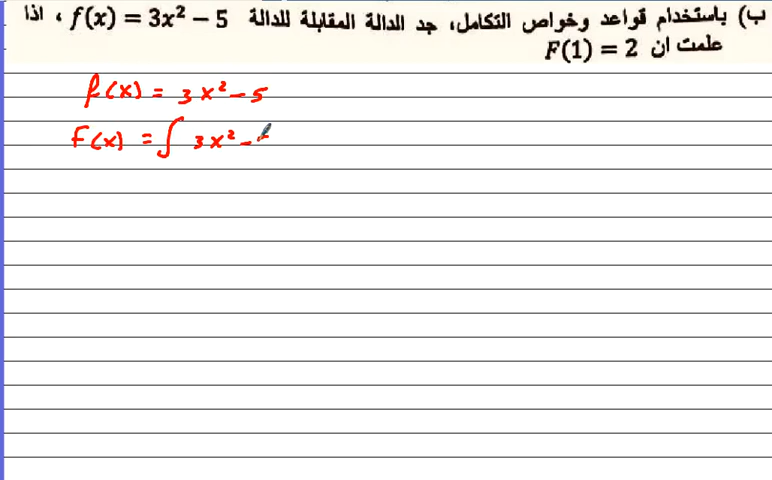 ب) باستخدام قواعد وخواص التكامل، جد الدالة المقابلة للدالة f(x) = 3x² − 5 ، اذا
علمت ان F(1) = 2
f(x) = 3x² − 5
F(x) = ∫ 3x² −